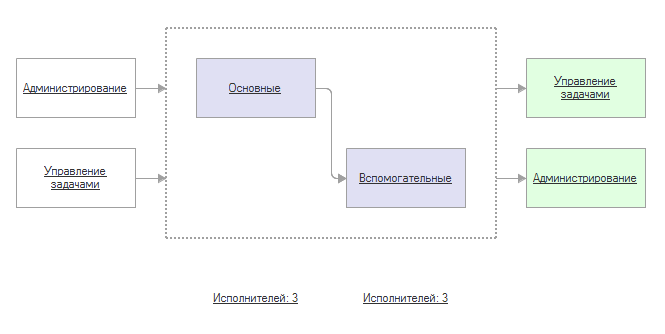 Администрирование
Основные
Управление
задачами
Управление
задачами
Вспомогательные
Администрирование
Исполнителей: 3
Исполнителей: 3